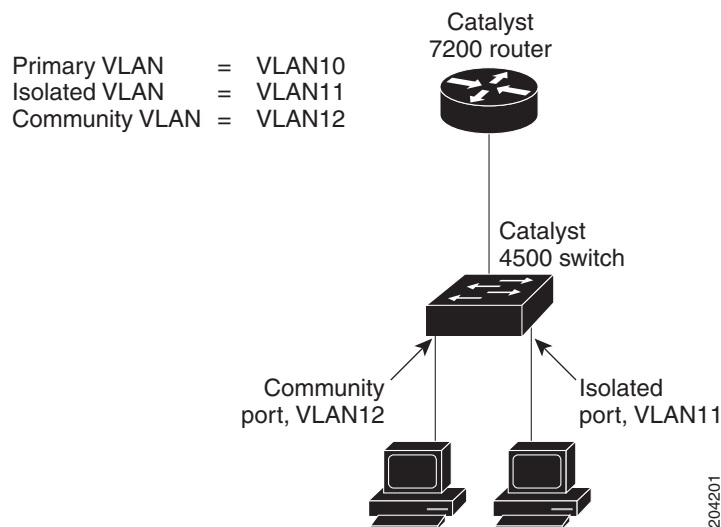 Catalyst
7200 router
Primary VLAN = VLAN10
Isolated VLAN = VLAN11
Community VLAN = VLAN12
Catalyst
4500 switch
Community
port, VLAN12
Isolated
port, VLAN11
204201